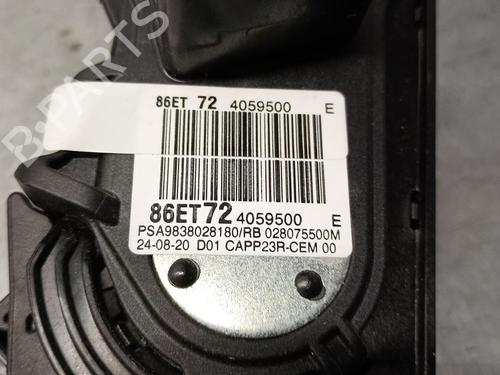 86ET 72 4059500 E
B-PARTS
86ET72 4059500 E
PSA9838028180/RB 028075500M
24-08-20 D01 CAPP23R-CEM 00